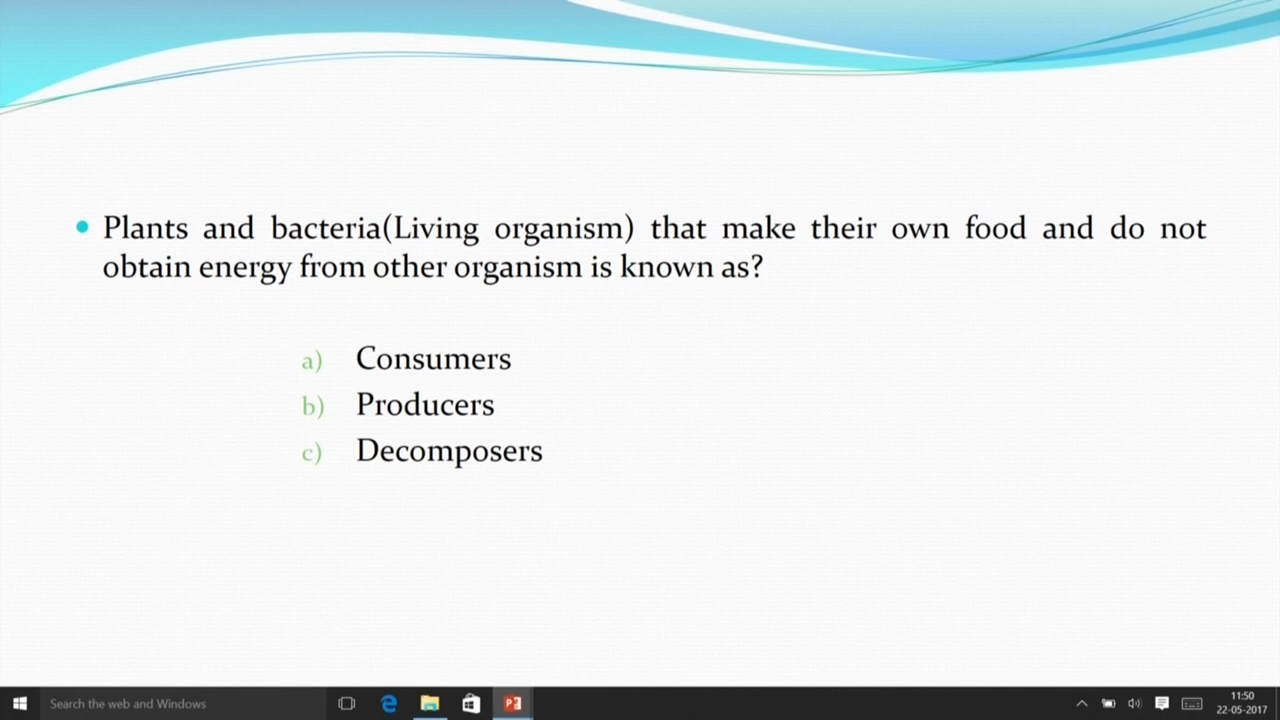 • Plants and bacteria(Living organism) that make their own food and do not
obtain energy from other organism is known as?
a) Consumers
b) Producers
c) Decomposers
Search the web and Windows
11:50
22-05-2017